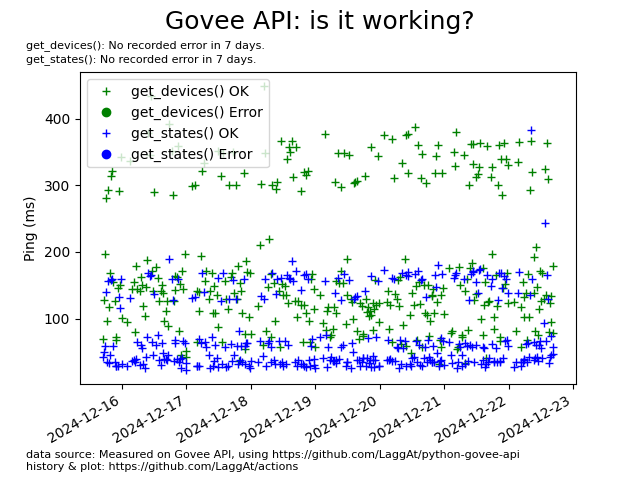 Govee API: is it working?
get_devices(): No recorded error in 7 days.
get_states(): No recorded error in 7 days.
get_devices() OK
get_devices() Error
get_states() OK
get_states() Error
Ping (ms)
400
300
200
100
2024-12-16
2024-12-17
2024-12-18
2024-12-19
2024-12-20
2024-12-21
2024-12-22
2024-12-23
data source: Measured on Govee API, using https://github.com/LaggAt/python-govee-api
history & plot: https://github.com/LaggAt/actions